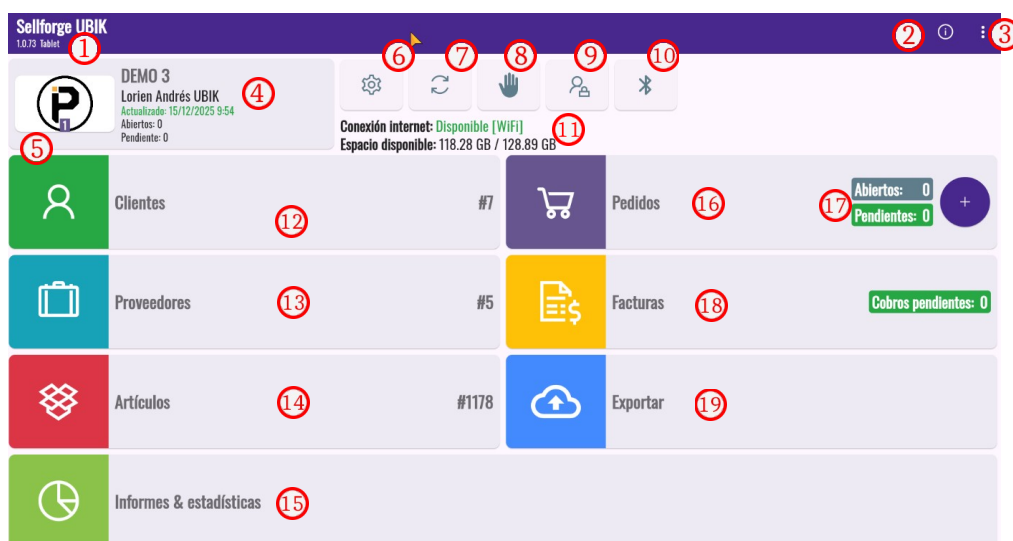 Sellforge UBIK
1.0.73 Tablet
1
2
3
DEMO 3
Lorien Andrés UBIK
Actualizado: 15/12/2025 9:54
Abiertos: 0
Pendiente: 0
4
P
1
5
6
7
8
9
10
Conexión internet: Disponible [WiFi]
Espacio disponible: 118.28 GB / 128.89 GB
11
Clientes
12
#7
Pedidos
16
17
Abiertos: 0
Pendientes: 0
+
Proveedores
13
#5
Facturas
18
Cobros pendientes: 0
Artículos
14
#1178
Exportar
19
Informes & estadísticas
15